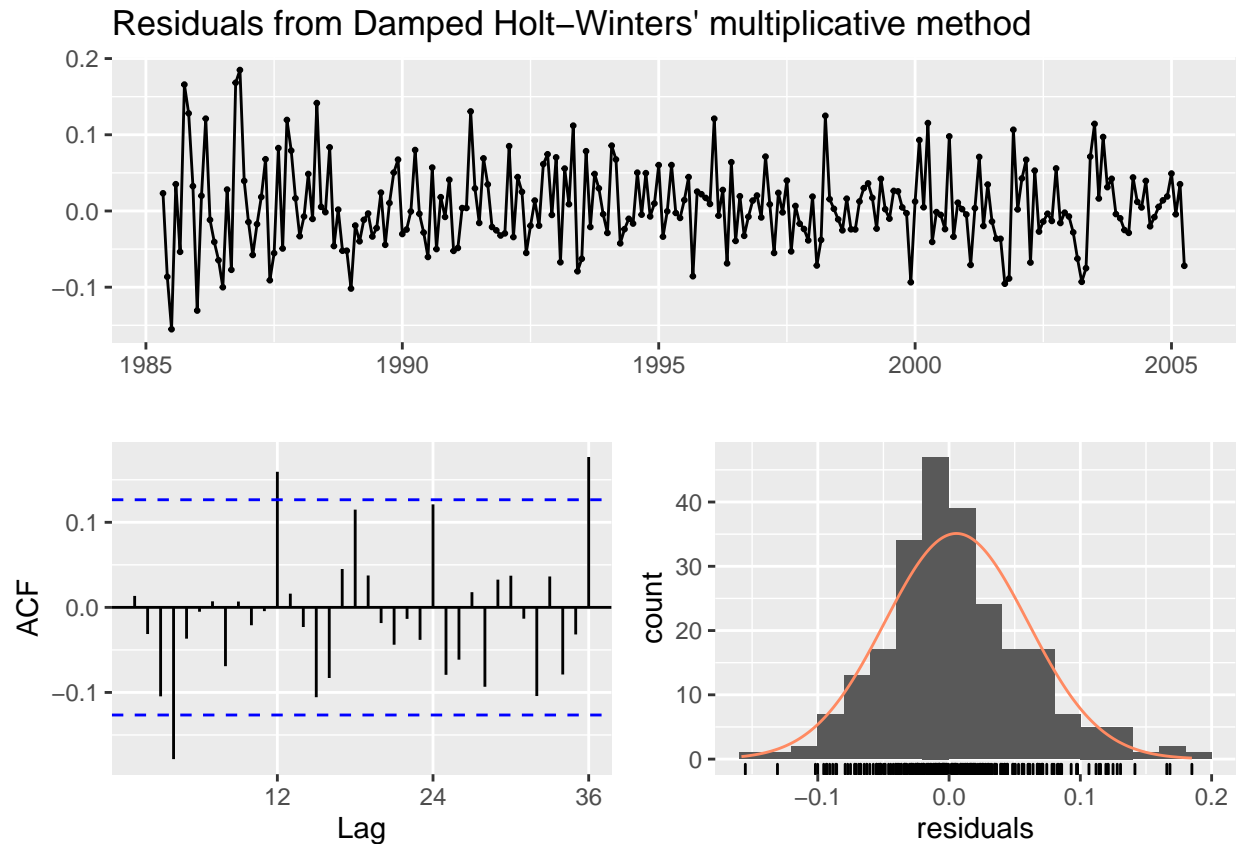 Residuals from Damped Holt−Winters' multiplicative method
0.2
0.1
0.0
−0.1
1985 1990 1995 2000 2005
ACF
0.1
0.0
−0.1
12 24 36
Lag
count
40
30
20
10
0
−0.1 0.0 0.1 0.2
residuals